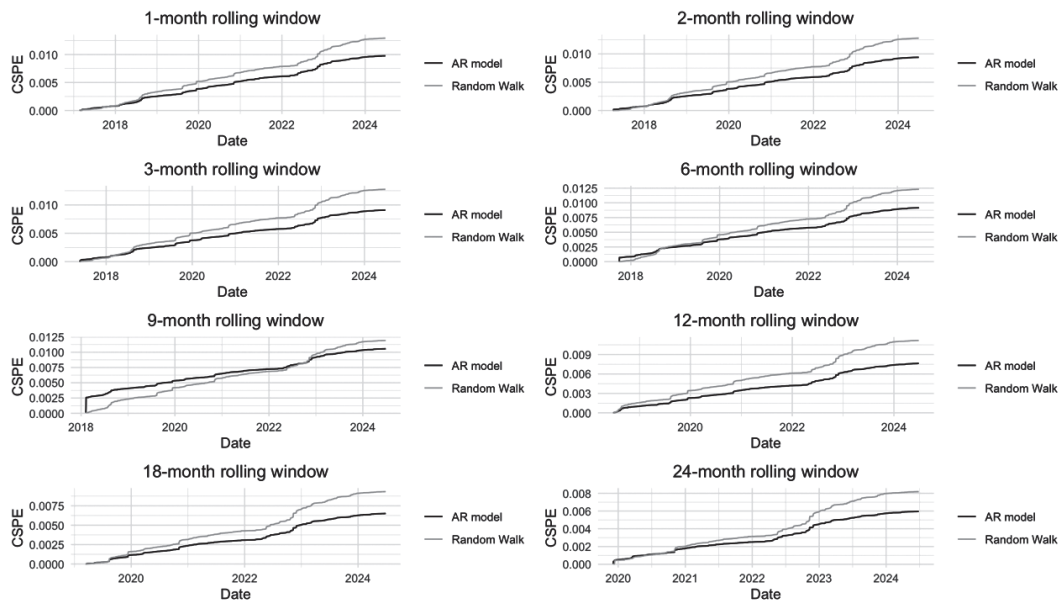 1-month rolling window
CSPE
0.010
0.005
0.000
2018 2020 2022 2024
Date
AR model
Random Walk
2-month rolling window
CSPE
0.010
0.005
0.000
2018 2020 2022 2024
Date
AR model
Random Walk
3-month rolling window
CSPE
0.010
0.005
0.000
2018 2020 2022 2024
Date
AR model
Random Walk
6-month rolling window
CSPE
0.0125
0.0100
0.0075
0.0050
0.0025
0.0000
2018 2020 2022 2024
Date
AR model
Random Walk
9-month rolling window
CSPE
0.0125
0.0100
0.0075
0.0050
0.0025
0.0000
2018 2020 2022 2024
Date
AR model
Random Walk
12-month rolling window
CSPE
0.009
0.006
0.003
0.000
2020 2022 2024
Date
AR model
Random Walk
18-month rolling window
CSPE
0.0075
0.0050
0.0025
0.0000
2020 2022 2024
Date
AR model
Random Walk
24-month rolling window
CSPE
0.008
0.006
0.004
0.002
0.000
2020 2021 2022 2023 2024
Date
AR model
Random Walk